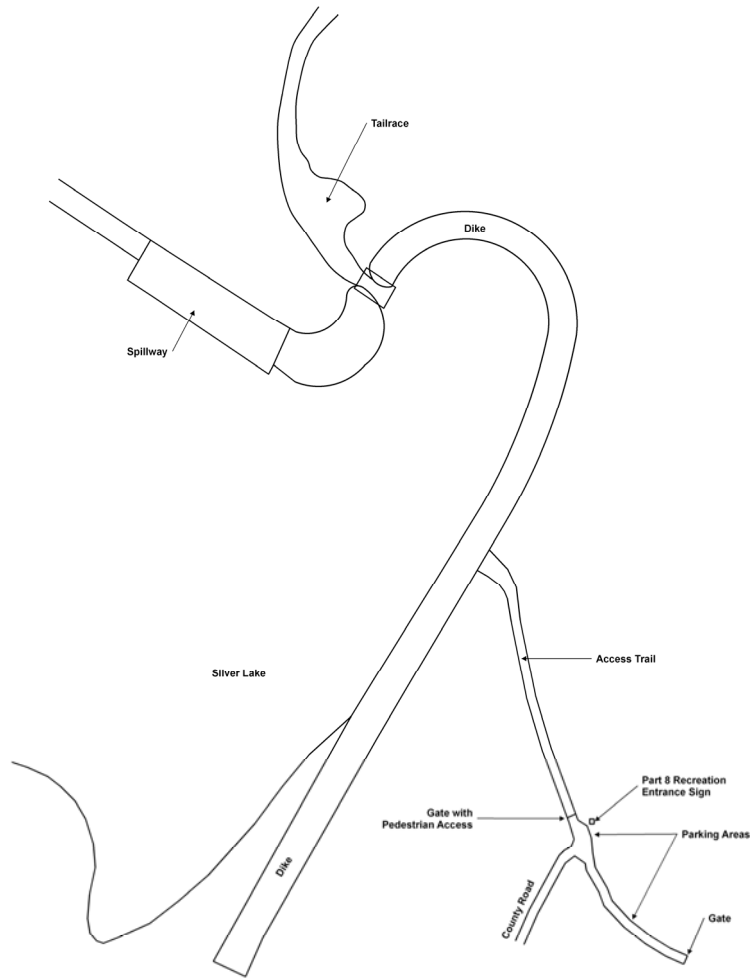 Tailrace
Dike
Spillway
Silver Lake
Access Trail
Part 8 Recreation
Entrance Sign
Gate with
Pedestrian Access
Parking Areas
Dike
County Road
Gate